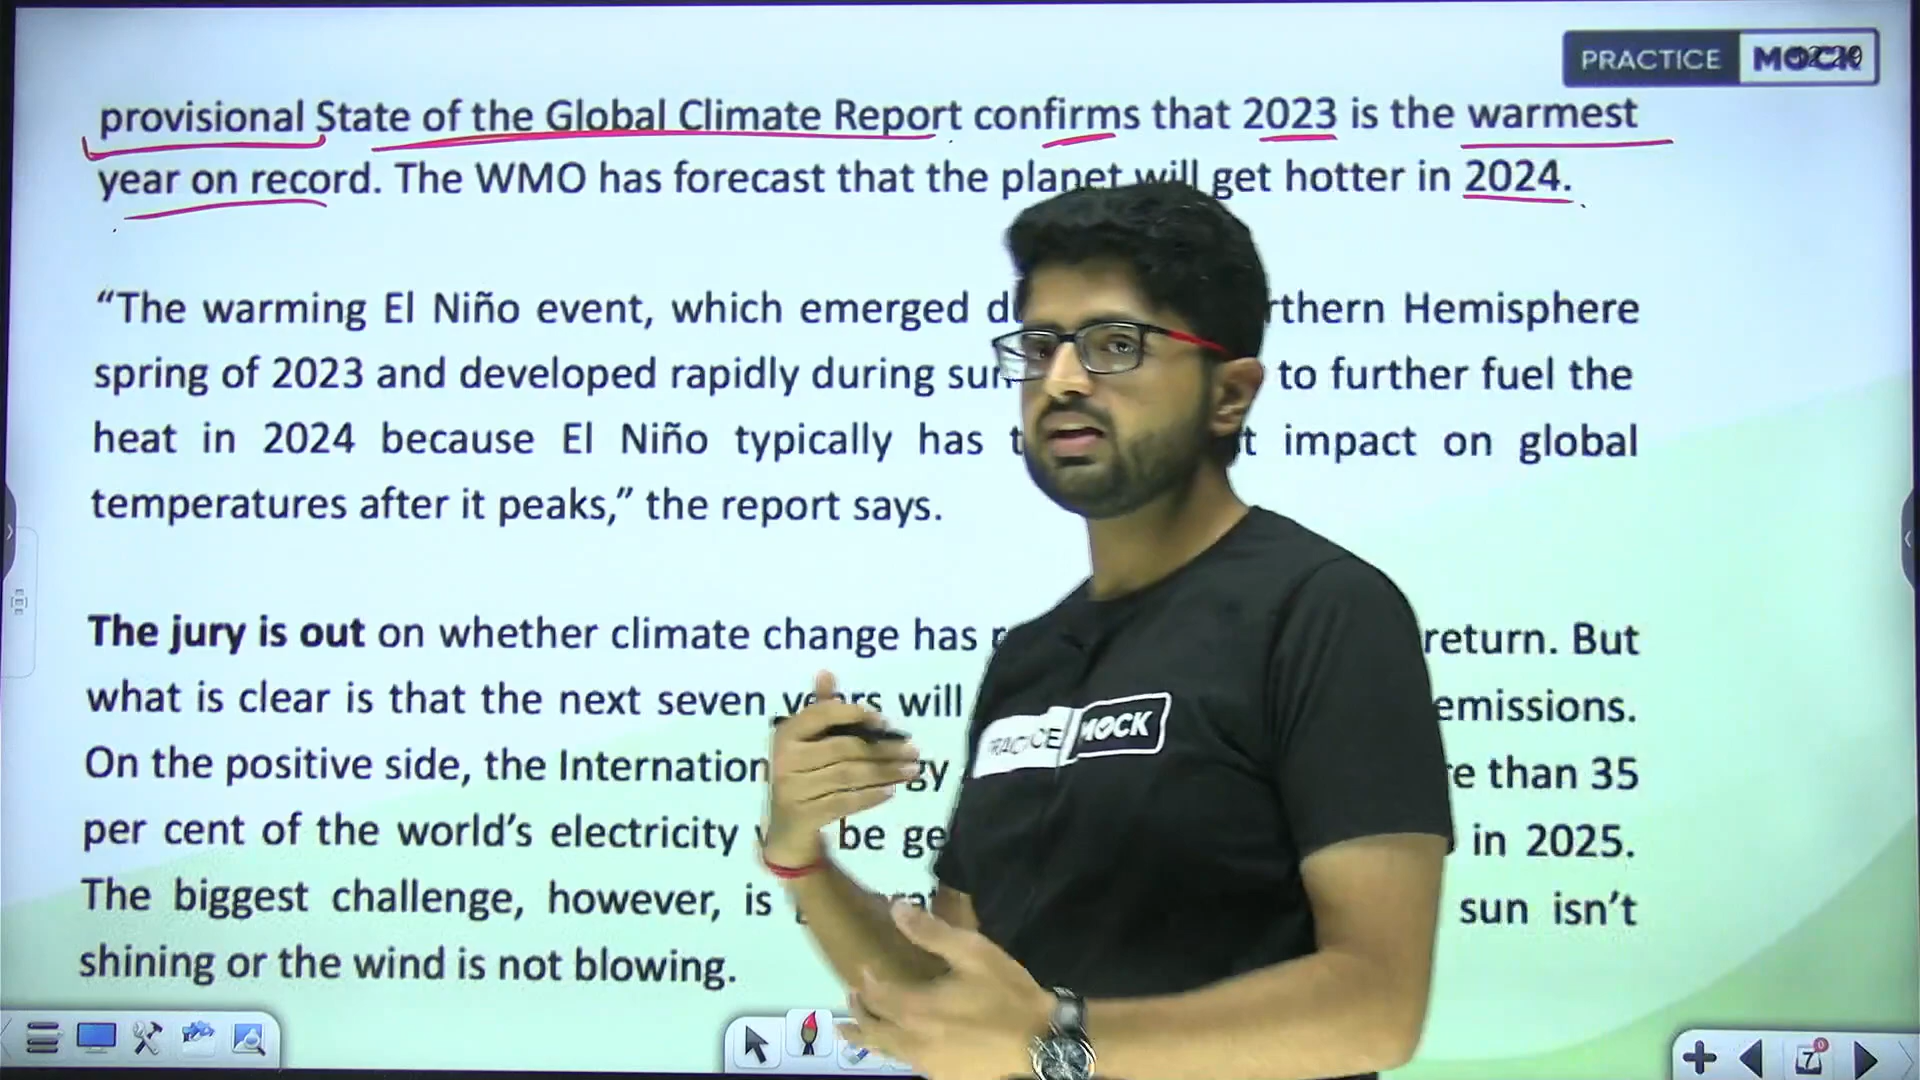 PRACTICE MOCK
provisional State of the Global Climate Report confirms that 2023 is the warmest
year on record. The WMO has forecast that the planet will get hotter in 2024.
“The warming El Niño event, which emerged Hemisphere
spring of 2023 and developed rapidly during to further fuel the
heat in 2024 because El Niño typically has impact on global
temperatures after it peaks,” the report says.
The jury is out on whether climate change has return. But
what is clear is that the next seven years will emissions.
On the positive side, the than 35
per cent of the world’s electricity be in 2025.
The biggest challenge, however, is sun isn’t
shining or the wind is not blowing.
PRACTICE MOCK
7